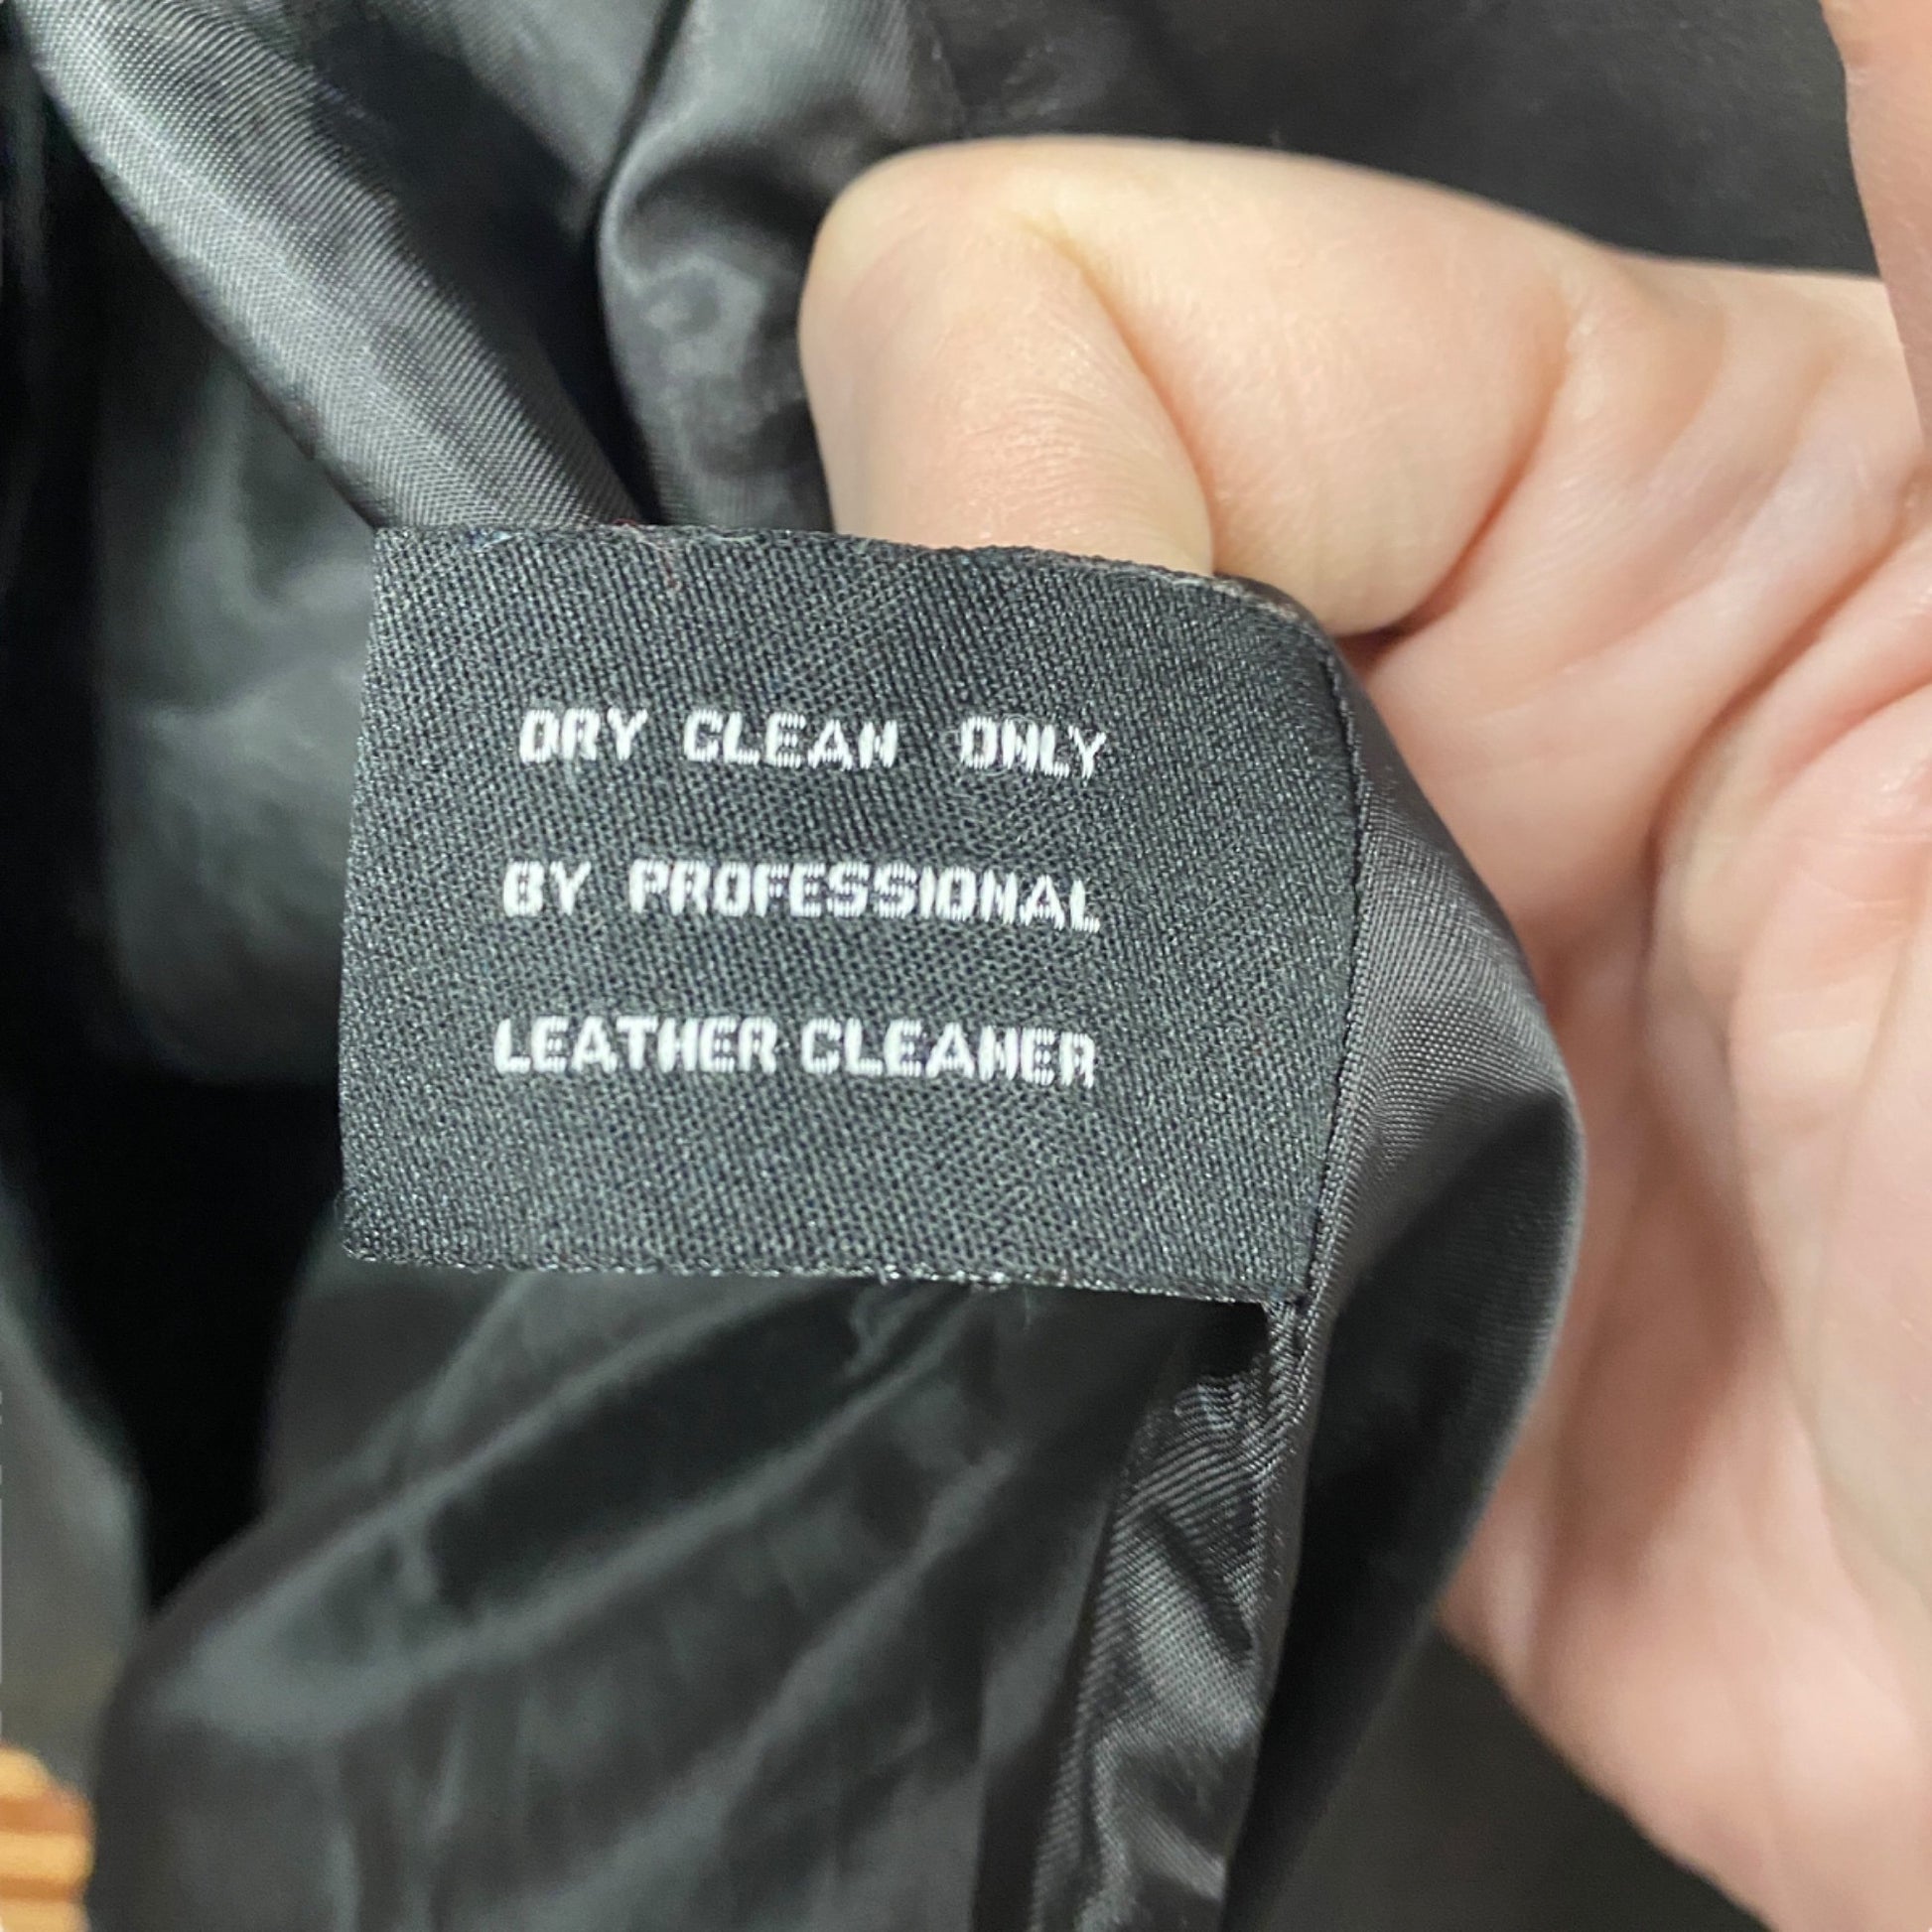 DRY CLEAN ONLY
BY PROFESSIONAL
LEATHER CLEANER